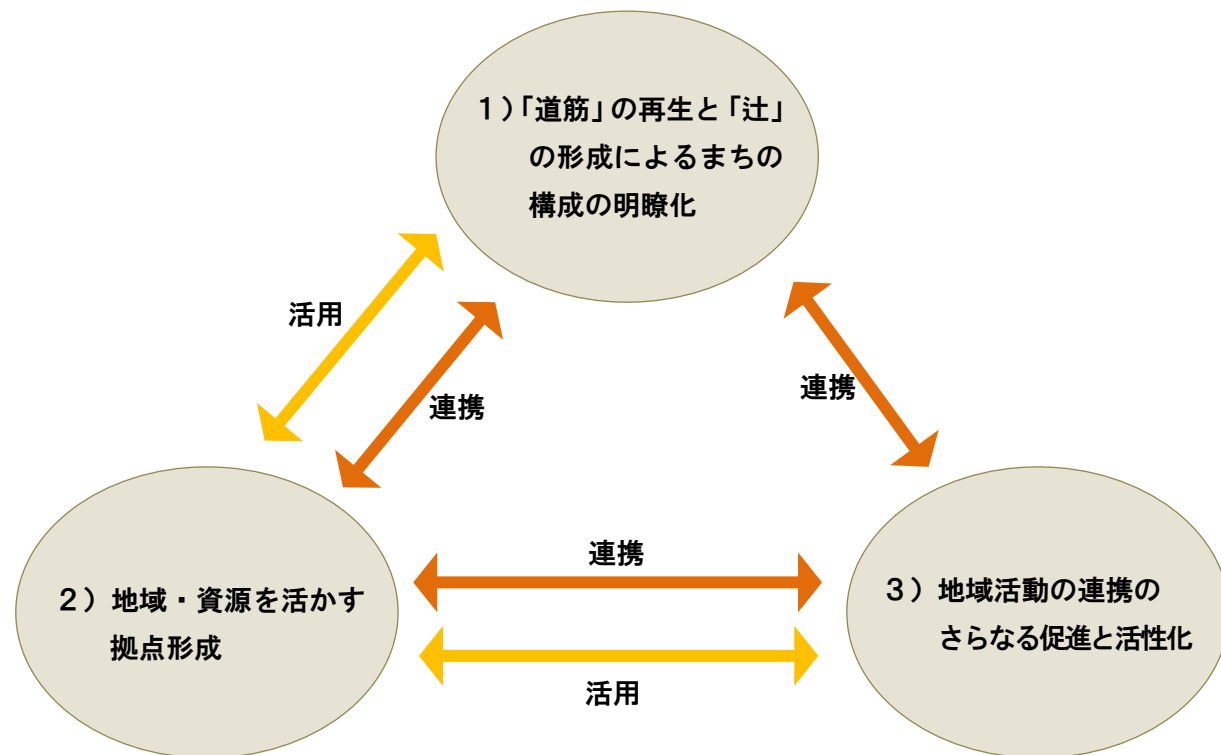 １）「道筋」の再生と「辻」
の形成によるまちの
構成の明瞭化
活用
連携
連携
連携
２）地域・資源を活かす
拠点形成
３）地域活動の連携の
さらなる促進と活性化
活用